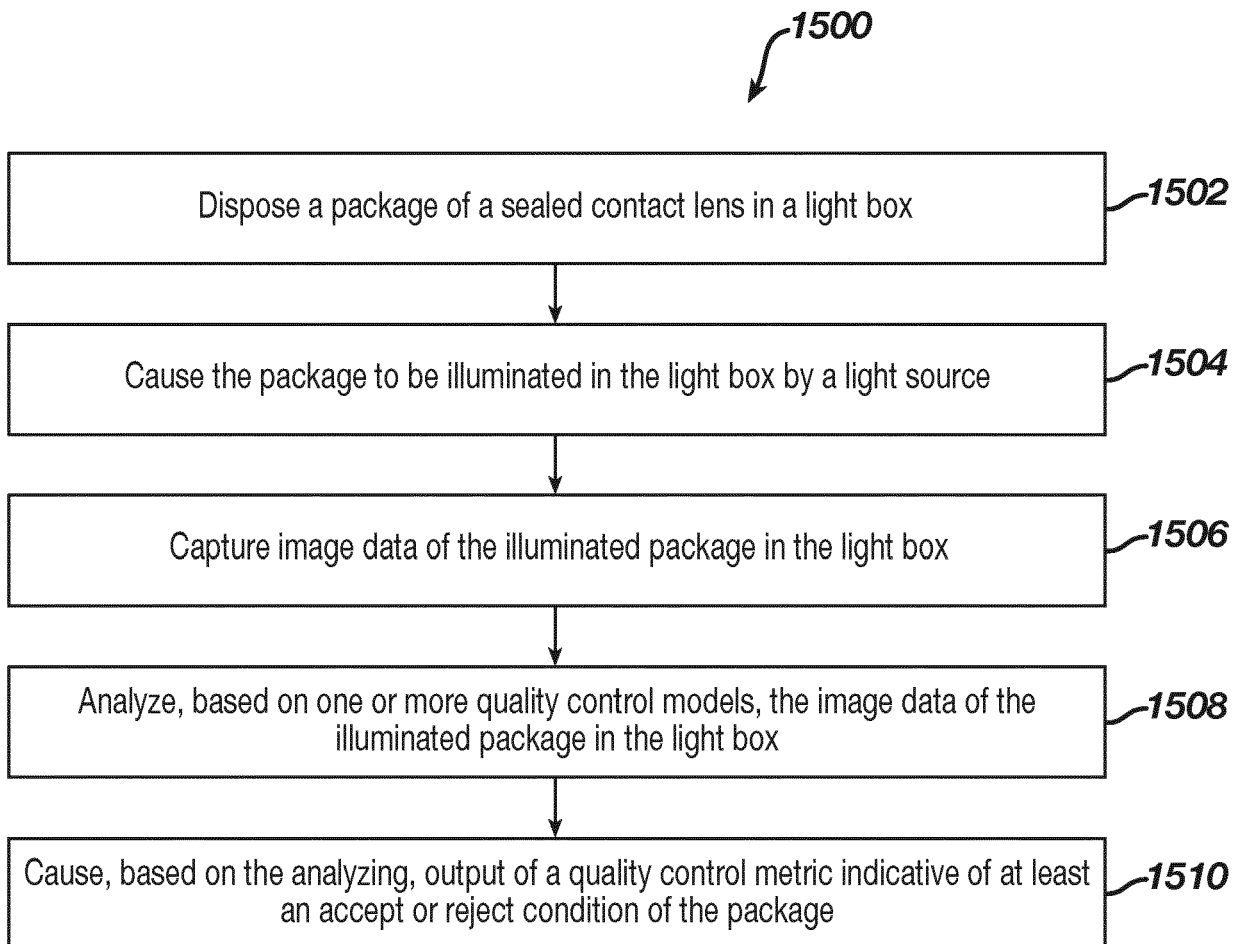 1500
Dispose a package of a sealed contact lens in a light box
1502
Cause the package to be illuminated in the light box by a light source
1504
Capture image data of the illuminated package in the light box
1506
Analyze, based on one or more quality control models, the image data of the
illuminated package in the light box
1508
Cause, based on the analyzing, output of a quality control metric indicative of at least
an accept or reject condition of the package
1510